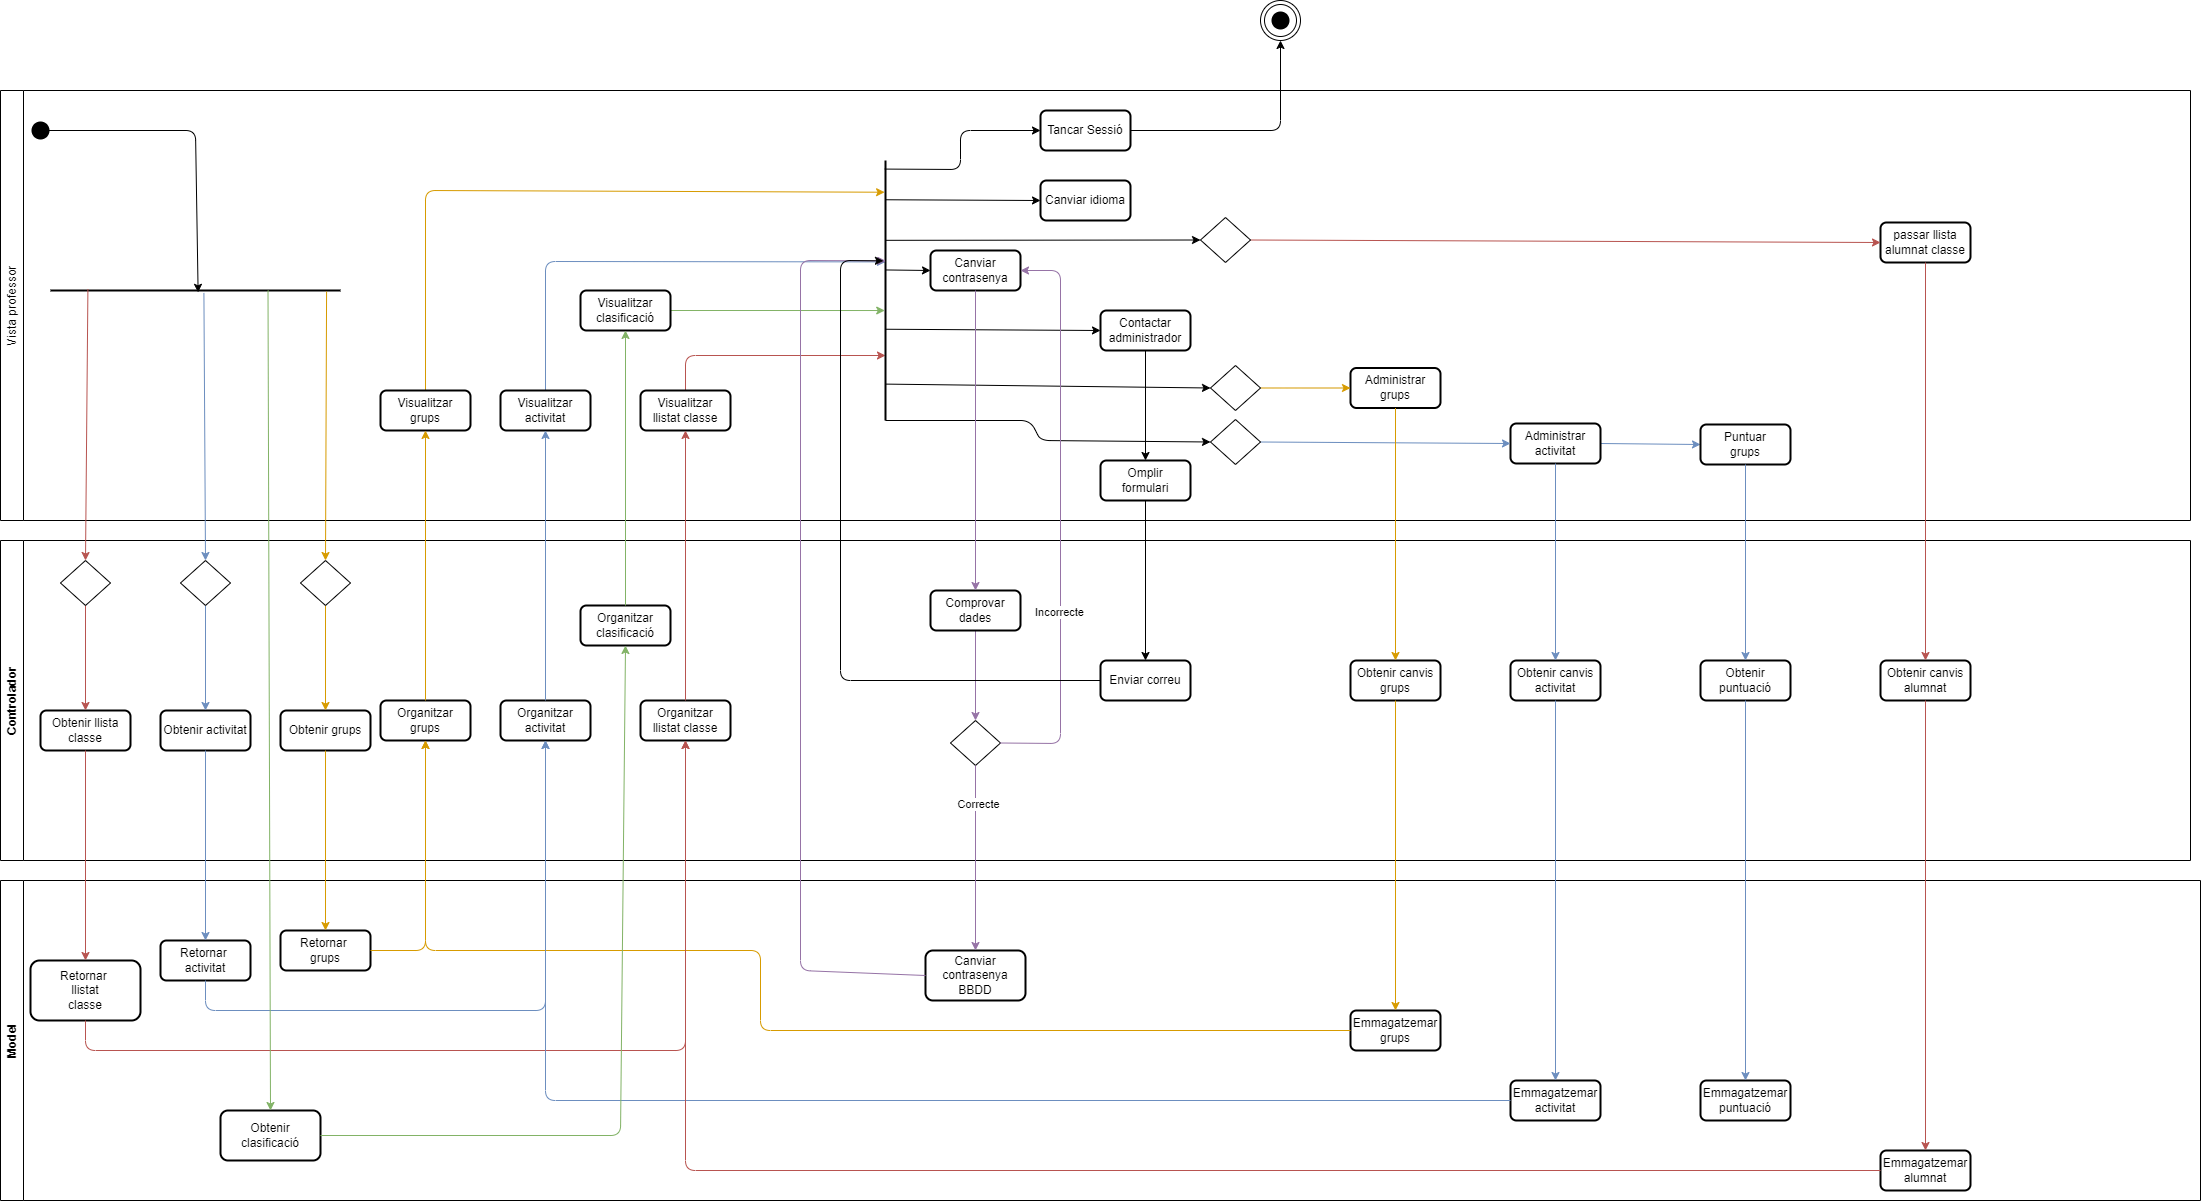 Vista professor
Tancar Sessió
Canviar idioma
passar llista
alumnat classe
Canviar
contrasenya
Visualitzar
clasificació
Contactar
administrador
Visualitzar
grups
Visualitzar
activitat
Visualitzar
llistat classe
Administrar
grups
Administrar
activitat
Puntuar
grups
Omplir
formulari
Controlador
Organitzar
clasificació
Comprovar
dades
Incorrecte
Enviar correu
Obtenir canvis
grups
Obtenir canvis
activitat
Obtenir
puntuació
Obtenir canvis
alumnat
Obtenir llista
classe
Obtenir activitat
Obtenir grups
Organitzar
grups
Organitzar
activitat
Organitzar
llistat classe
Correcte
Model
Retornar
llistat
classe
Retornar
activitat
Retornar
grups
Canviar
contrasenya
BBDD
Emmagatzemar
grups
Emmagatzemar
activitat
Emmagatzemar
puntuació
Obtenir
clasificació
Emmagatzemar
alumnat